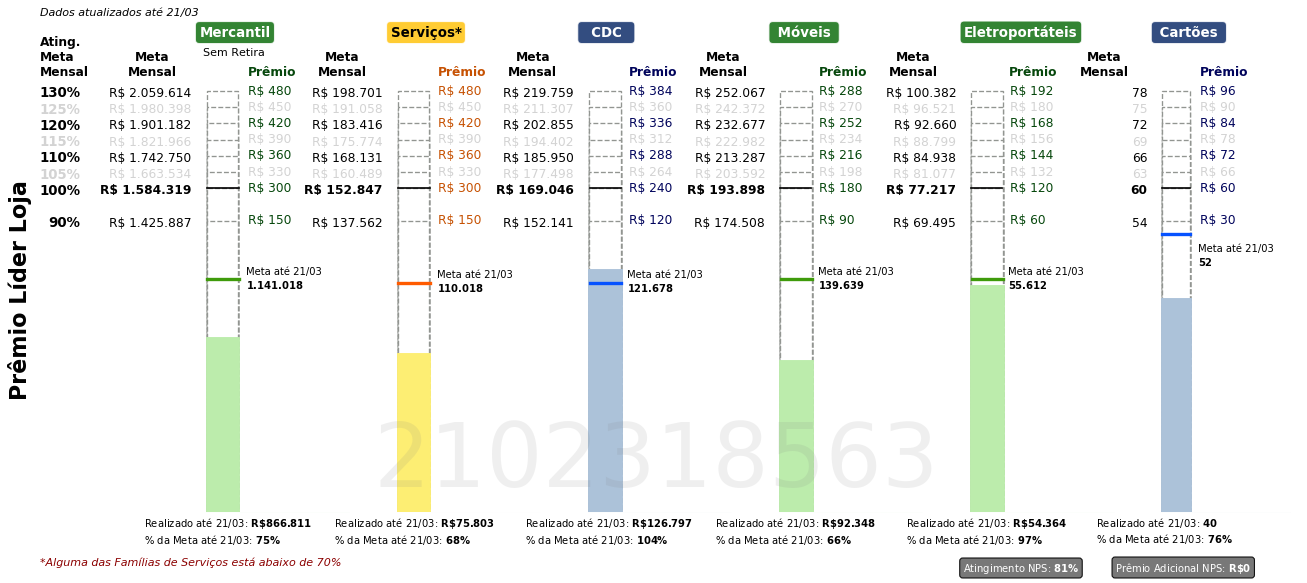 Dados atualizados até 21/03
Mercantil Serviços* CDC Móveis Eletroportáteis Cartões
Sem Retira
Ating. Meta Mensal
Meta Mensal Prêmio Meta Mensal Prêmio Meta Mensal Prêmio Meta Mensal Prêmio Meta Mensal Prêmio Meta Mensal Prêmio
130% R$ 2.059.614 R$ 480 R$ 198.701 R$ 480 R$ 219.759 R$ 384 R$ 252.067 R$ 288 R$ 100.382 R$ 192 78 R$ 96
125% R$ 1.980.398 R$ 450 R$ 191.058 R$ 450 R$ 211.307 R$ 360 R$ 242.372 R$ 270 R$ 96.521 R$ 180 75 R$ 90
120% R$ 1.901.182 R$ 420 R$ 183.416 R$ 420 R$ 202.855 R$ 336 R$ 232.677 R$ 252 R$ 92.660 R$ 168 72 R$ 84
115% R$ 1.821.966 R$ 390 R$ 175.774 R$ 390 R$ 194.402 R$ 312 R$ 222.982 R$ 234 R$ 88.799 R$ 156 69 R$ 78
110% R$ 1.742.750 R$ 360 R$ 168.131 R$ 360 R$ 185.950 R$ 288 R$ 213.287 R$ 216 R$ 84.938 R$ 144 66 R$ 72
105% R$ 1.663.534 R$ 330 R$ 160.489 R$ 330 R$ 177.498 R$ 264 R$ 203.592 R$ 198 R$ 81.077 R$ 132 63 R$ 66
100% R$ 1.584.319 R$ 300 R$ 152.847 R$ 300 R$ 169.046 R$ 240 R$ 193.898 R$ 180 R$ 77.217 R$ 120 60 R$ 60
90% R$ 1.425.887 R$ 150 R$ 137.562 R$ 150 R$ 152.141 R$ 120 R$ 174.508 R$ 90 R$ 69.495 R$ 60 54 R$ 30
Prêmio Líder Loja
Meta até 21/03
1.141.018
Meta até 21/03
110.018
Meta até 21/03
121.678
Meta até 21/03
139.639
Meta até 21/03
55.612
Meta até 21/03
52
2102318563
Realizado até 21/03: R$866.811
% da Meta até 21/03: 75%
Realizado até 21/03: R$75.803
% da Meta até 21/03: 68%
Realizado até 21/03: R$126.797
% da Meta até 21/03: 104%
Realizado até 21/03: R$92.348
% da Meta até 21/03: 66%
Realizado até 21/03: R$54.364
% da Meta até 21/03: 97%
Realizado até 21/03: 40
% da Meta até 21/03: 76%
*Alguma das Famílias de Serviços está abaixo de 70%
Atingimento NPS: 81%
Prêmio Adicional NPS: R$0